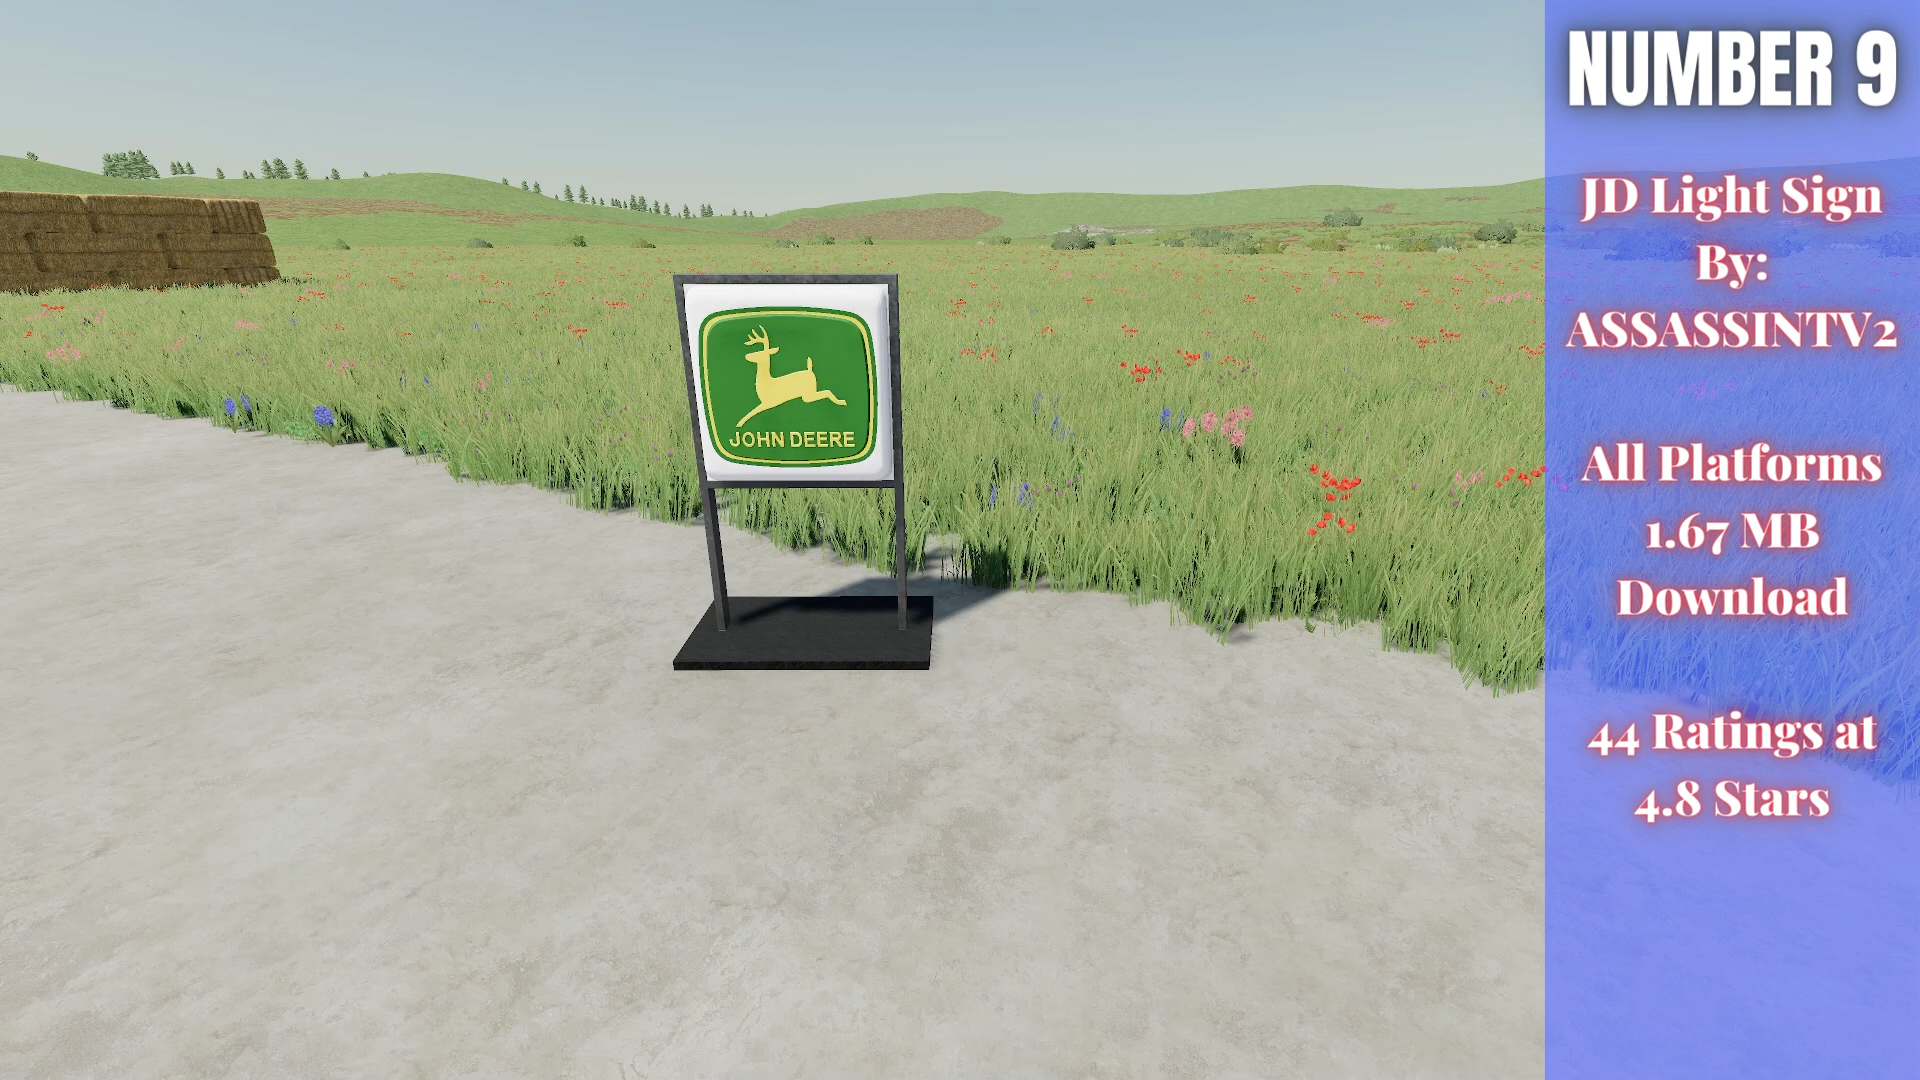 NUMBER 9
JD Light Sign
By:
ASSASSINTV2
All Platforms
1.67 MB
Download
44 Ratings at
4.8 Stars
JOHN DEERE